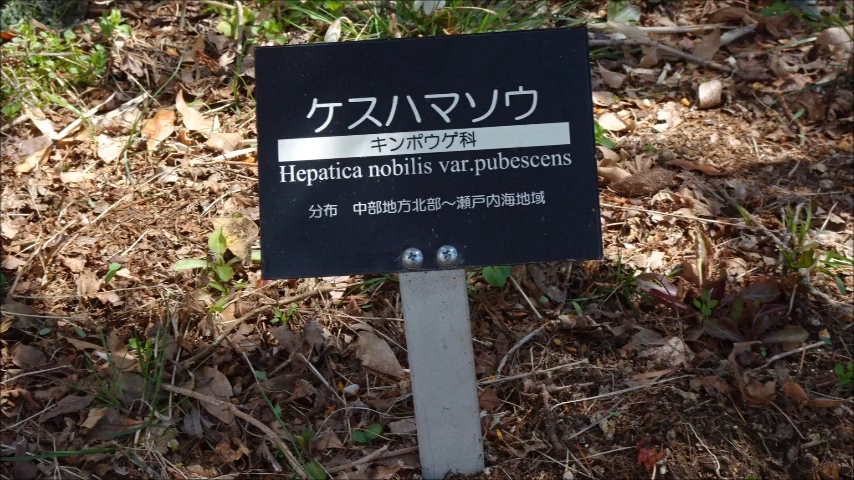 ケスハマソウ
キンポウゲ科
Hepatica nobilis var.pubescens
分布　中部地方北部～瀬戸内海地域